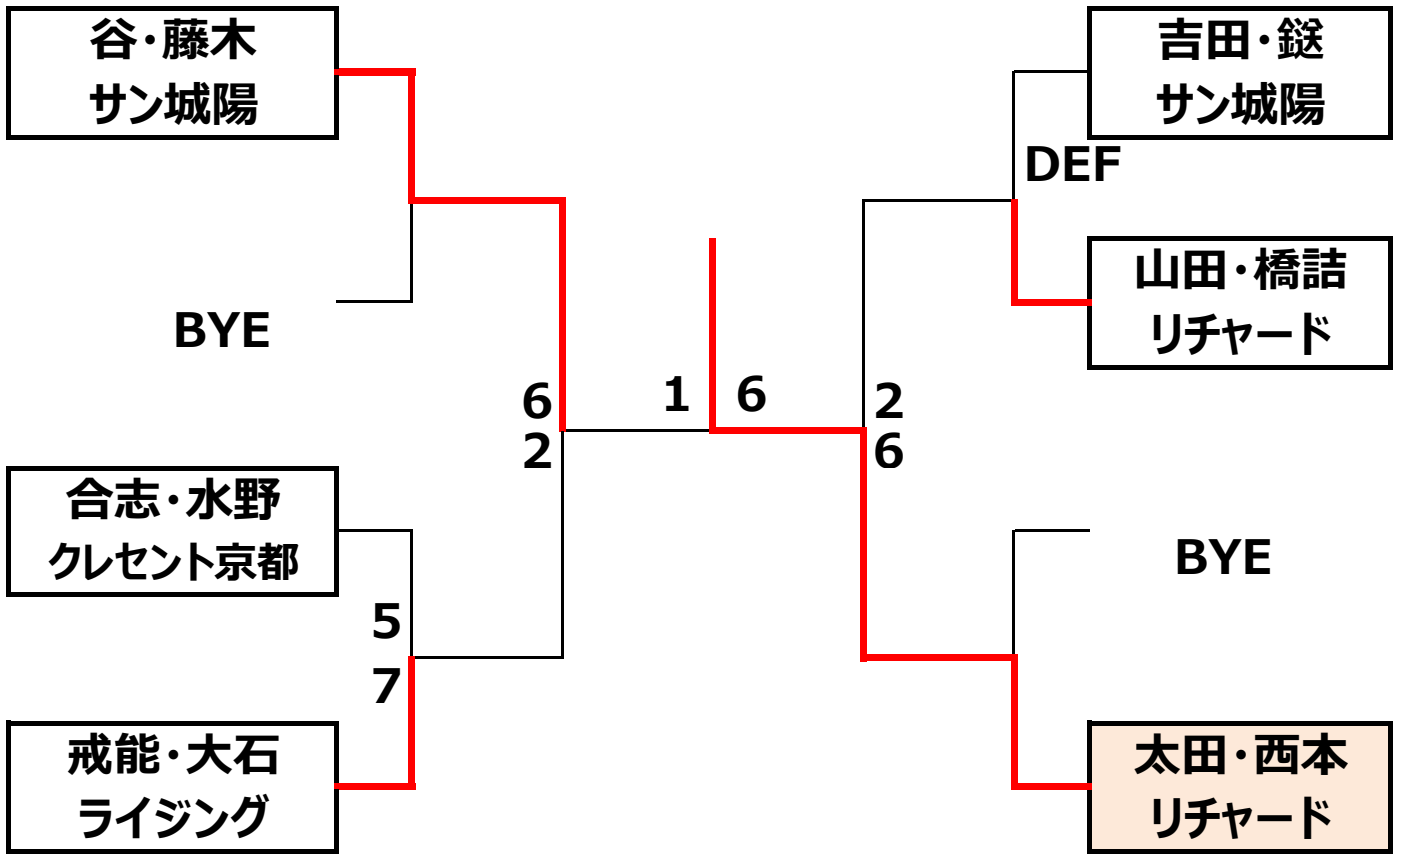 谷・藤木
サン城陽
BYE
合志・水野
クレセント京都
戒能・大石
ライジング
5
7
6
2
1
6
2
6
DEF
吉田・鎹
サン城陽
山田・橋詰
リチャード
BYE
太田・西本
リチャード